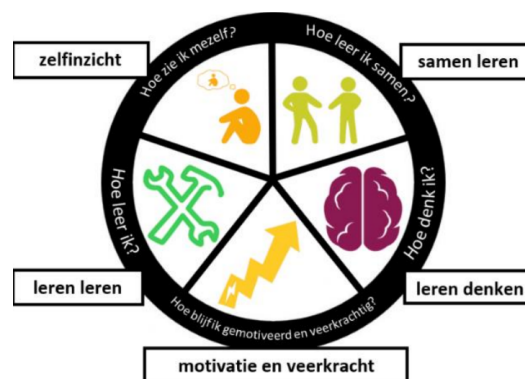 zelfinzicht
Hoe zie ik mezelf?
Hoe leer ik samen?
samen leren
Hoe leer ik?
Hoe denk ik?
leren leren
Hoe blijf ik gemotiveerd en veerkrachtig?
leren denken
motivatie en veerkracht